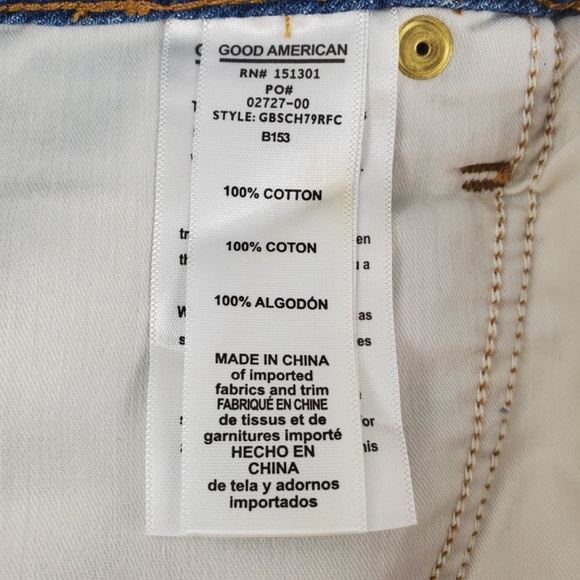 GOOD AMERICAN
RN# 151301
PO#
02727-00
STYLE: GBSCH79RFC
B153
100% COTTON
100% COTON
100% ALGODÓN
MADE IN CHINA
of imported
fabrics and trim
FABRIQUÉ EN CHINE
de tissus et de
garnitures importé
HECHO EN
CHINA
de tela y adornos
importados